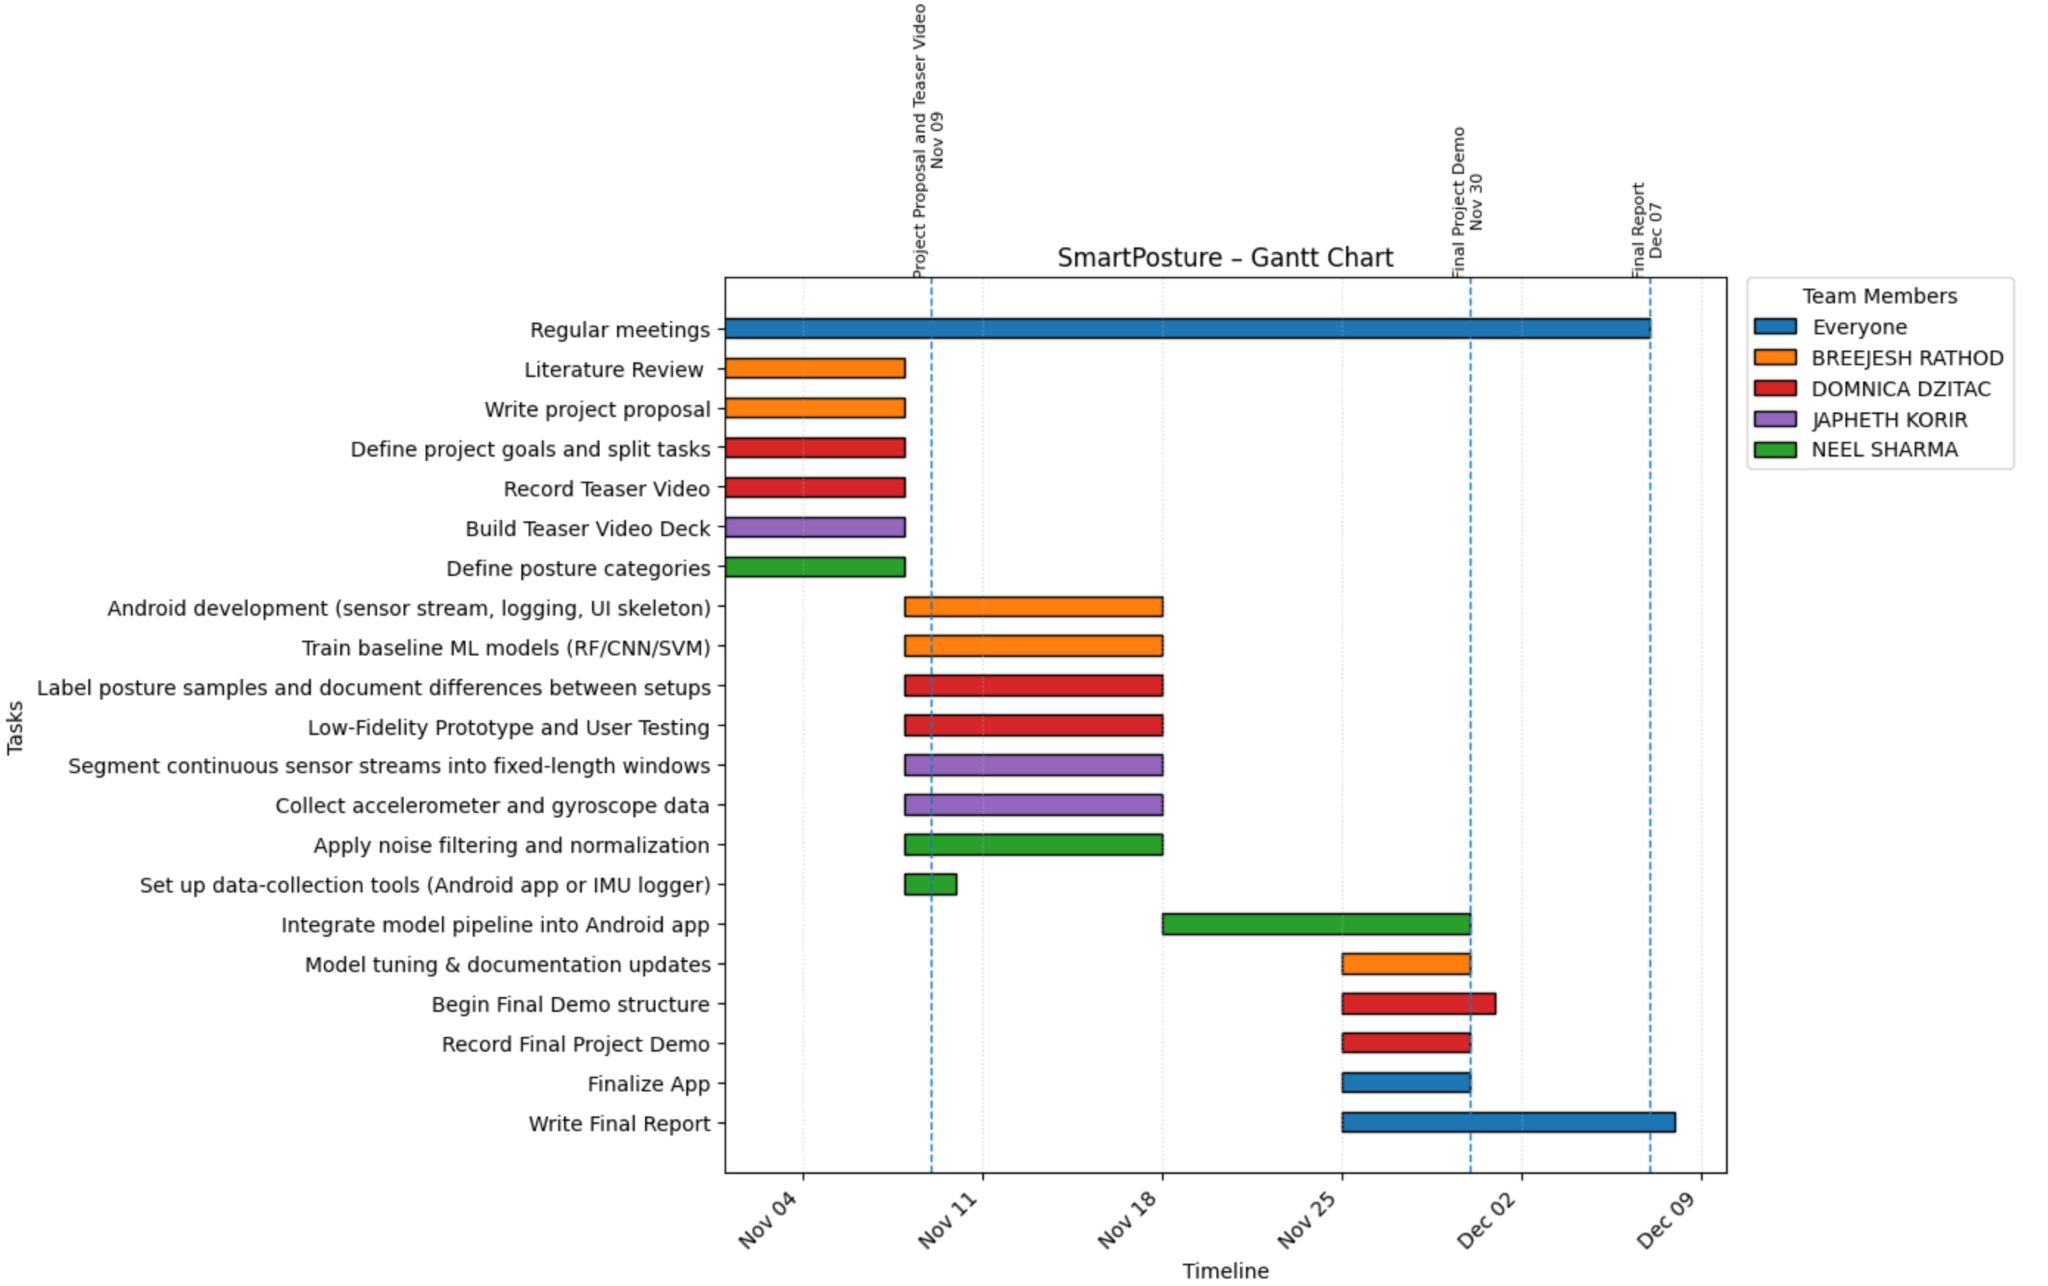 Project Proposal and Teaser Video
Nov 09
Final Project Demo
Nov 30
Final Report
Dec 07
SmartPosture – Gantt Chart
Team Members
Everyone
BREEJESH RATHOD
DOMNICA DZITAC
JAPHETH KORIR
NEEL SHARMA
Tasks
Regular meetings
Literature Review
Write project proposal
Define project goals and split tasks
Record Teaser Video
Build Teaser Video Deck
Define posture categories
Android development (sensor stream, logging, UI skeleton)
Train baseline ML models (RF/CNN/SVM)
Label posture samples and document differences between setups
Low-Fidelity Prototype and User Testing
Segment continuous sensor streams into fixed-length windows
Collect accelerometer and gyroscope data
Apply noise filtering and normalization
Set up data-collection tools (Android app or IMU logger)
Integrate model pipeline into Android app
Model tuning & documentation updates
Begin Final Demo structure
Record Final Project Demo
Finalize App
Write Final Report
Nov 04
Nov 11
Nov 18
Nov 25
Dec 02
Dec 09
Timeline